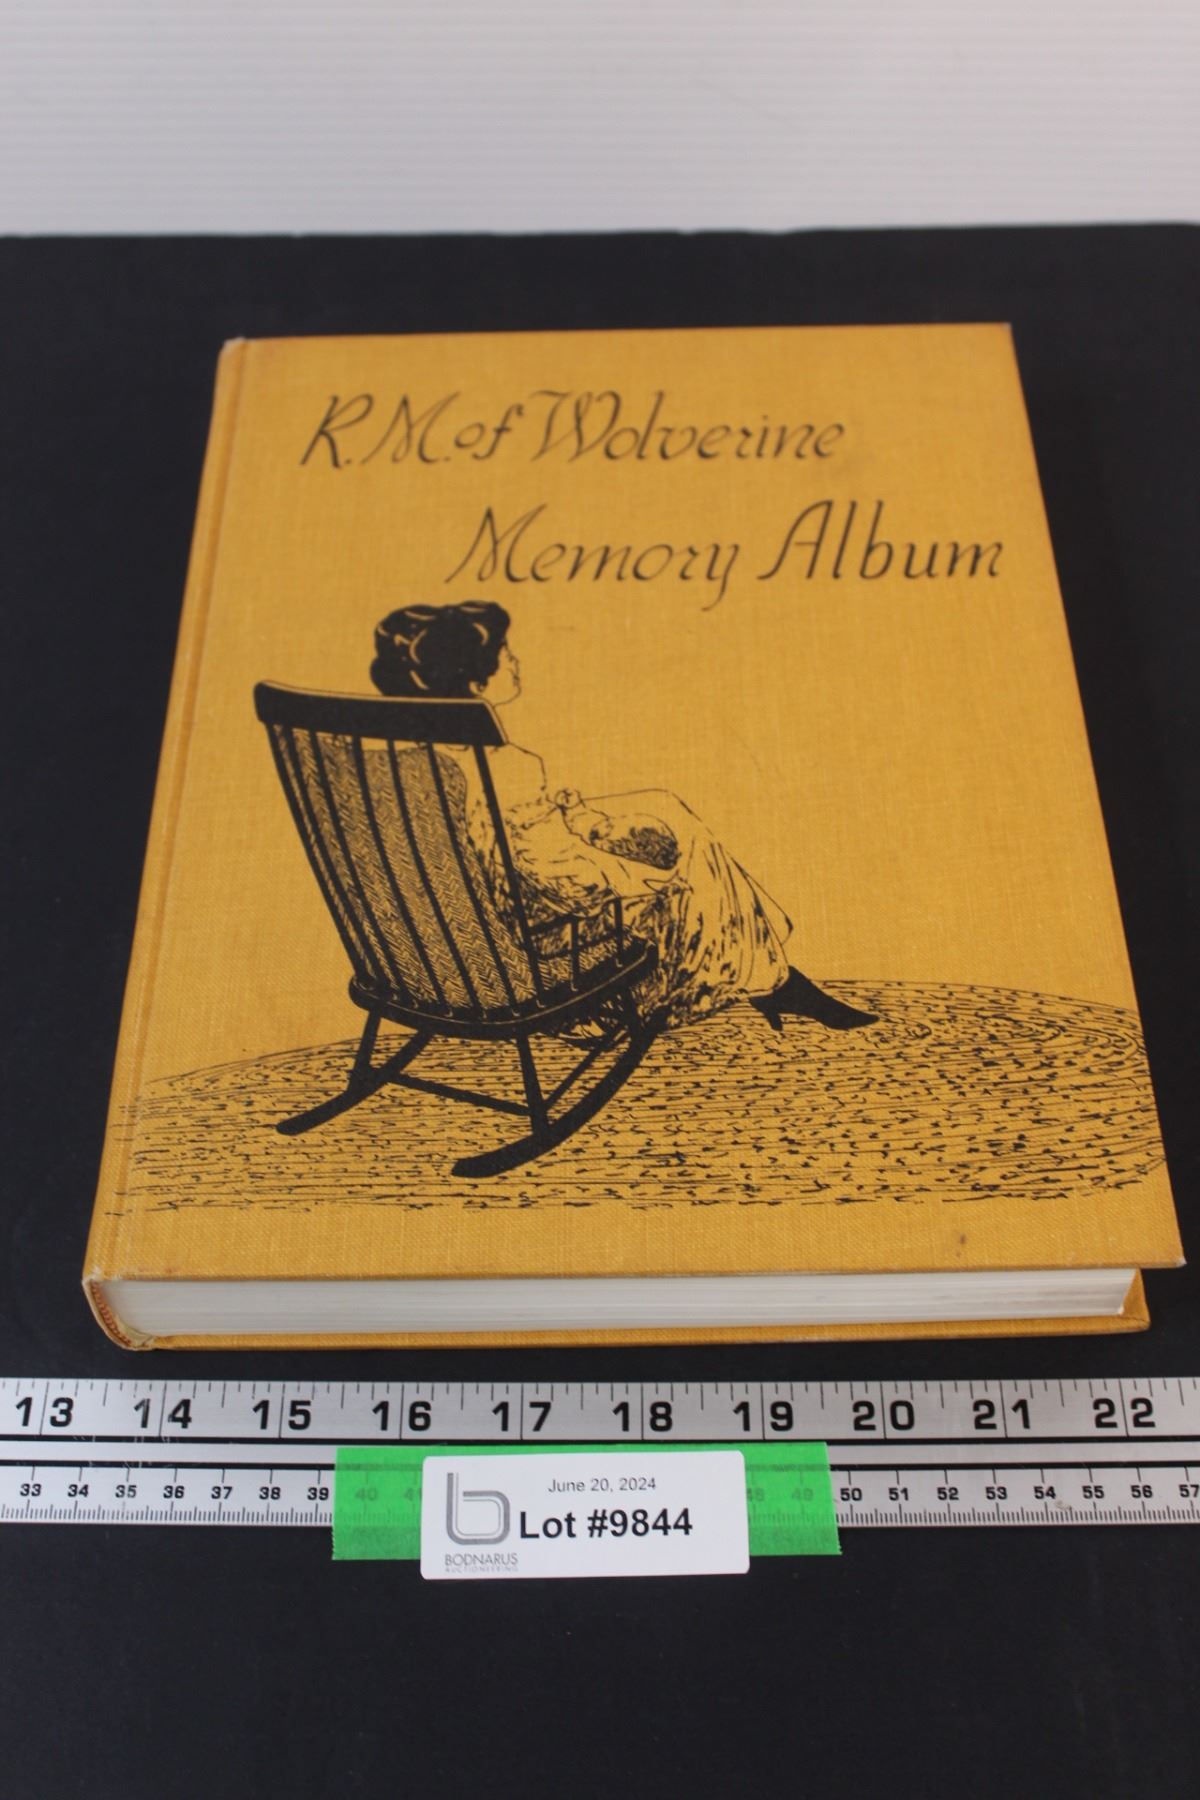 R.M. of Wolverine
Memory Album
13 14 15 16 17 18 19 20 21 22
33 34 35 36 37 38 39 40 41 48 49 50 51 52 53 54 55 56 57
June 20, 2024
Lot #9844
BODNARUS
AUCTIONEERING